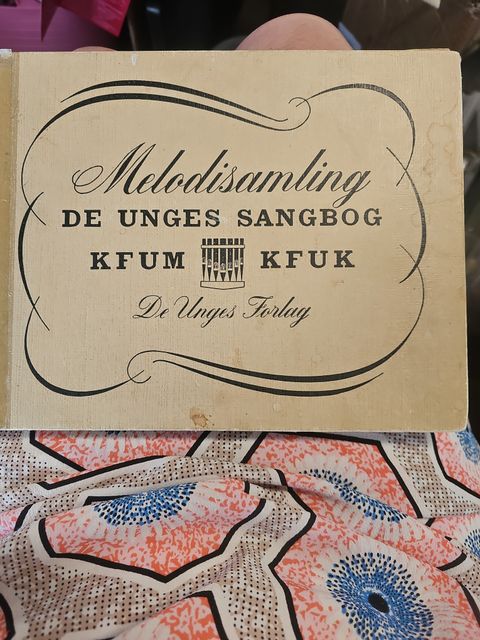 Melodisamling
DE UNGES SANGBOG
KFUM KFUK
De Unges Forlag